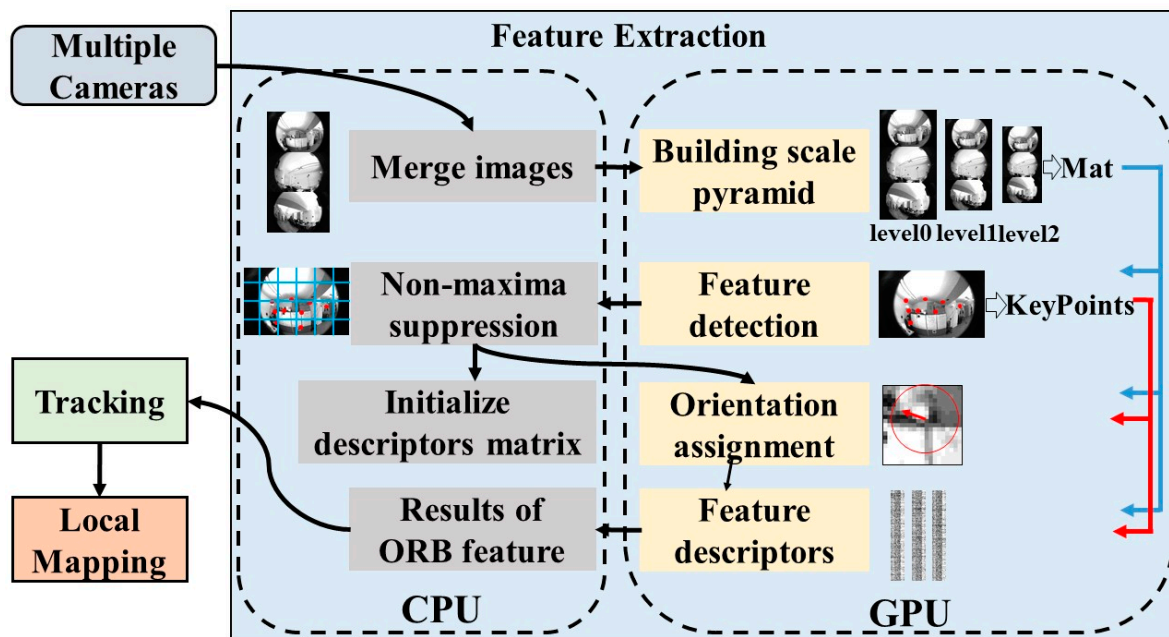 Feature Extraction
Multiple
Cameras
Merge images
Building scale
pyramid
Mat
level0
level1
level2
Non-maxima
suppression
Feature
detection
KeyPoints
Tracking
Initialize
descriptors matrix
Orientation
assignment
Local
Mapping
Results of
ORB feature
Feature
descriptors
CPU
GPU